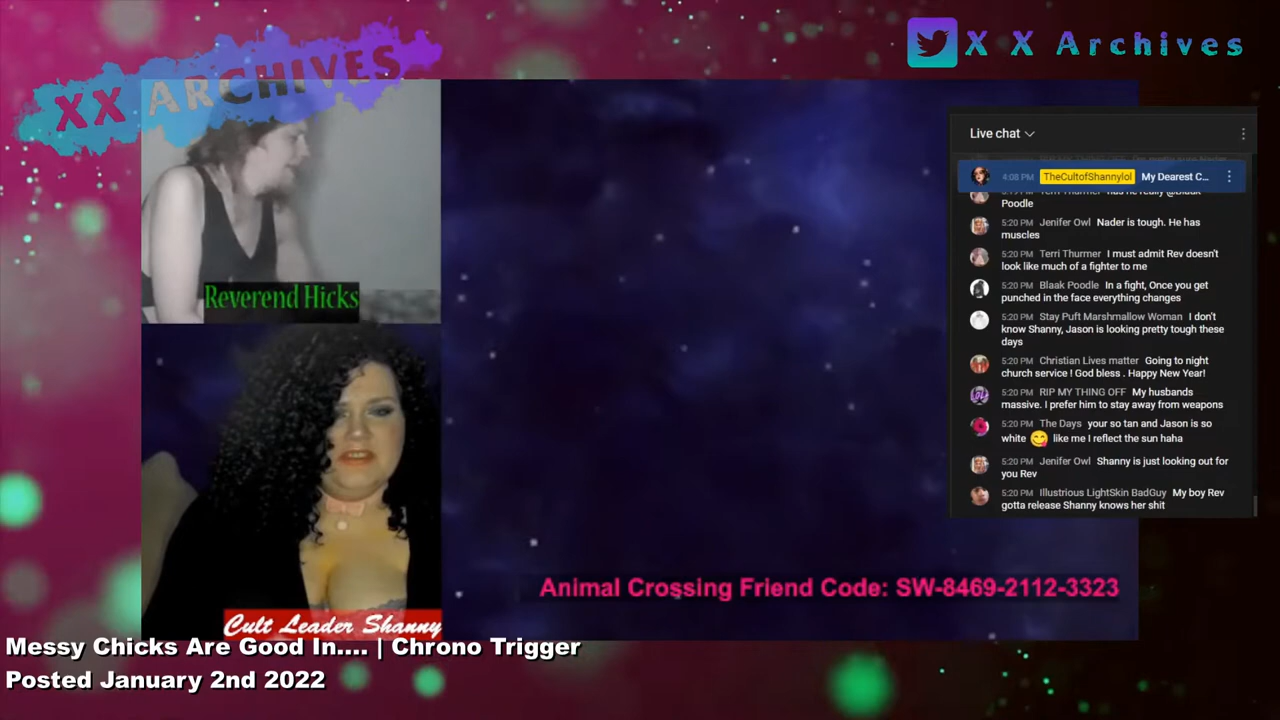 XX ARCHIVES
X X Archives
Live chat
4:08 PM TheCultofShannylol My Dearest C...
Poodle
5:20 PM Jenifer Owl Nader is tough. He has
muscles
5:20 PM Terri Thurmer I must admit Rev doesn't
look like much of a fighter to me
5:20 PM Blaak Poodle In a fight, Once you get
punched in the face everything changes
5:20 PM Stay Puft Marshmallow Woman I don't
know Shanny, Jason is looking pretty tough these
days
5:20 PM Christian Lives matter Going to night
church service ! God bless . Happy New Year!
5:20 PM RIP MY THING OFF My husbands
massive. I prefer him to stay away from weapons
5:20 PM The Days your so tan and Jason is so
white 😋 like me I reflect the sun haha
5:20 PM Jenifer Owl Shanny is just looking out for
you Rev
5:20 PM Illustrious LightSkin BadGuy My boy Rev
gotta release Shanny knows her shit
Reverend Hicks
Animal Crossing Friend Code: SW-8469-2112-3323
Cult Leader Shanny
Messy Chicks Are Good In.... | Chrono Trigger
Posted January 2nd 2022